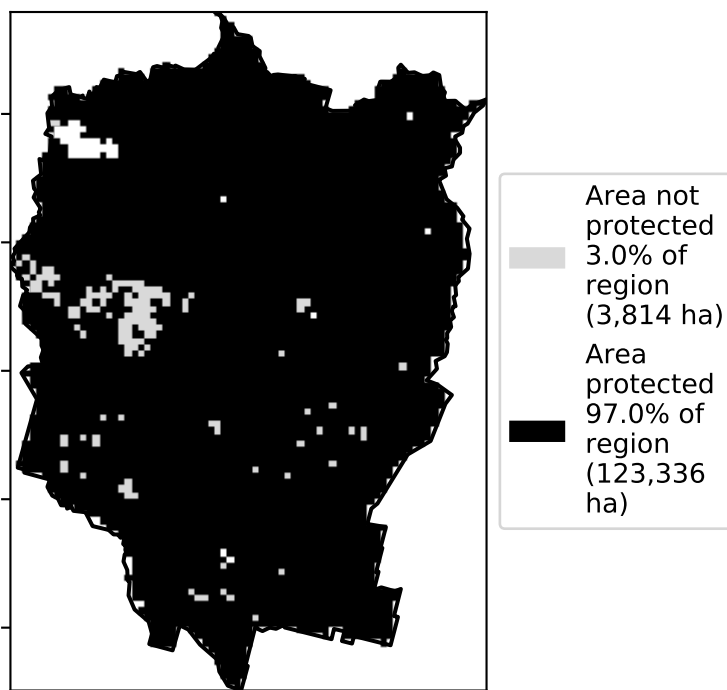 Area not
protected
3.0% of
region
(3,814 ha)
Area
protected
97.0% of
region
(123,336
ha)